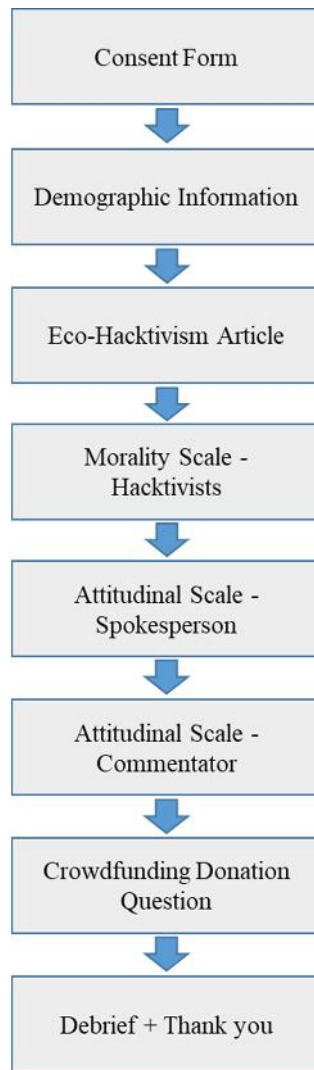 Consent Form
Demographic Information
Eco-Hacktivism Article
Morality Scale -
Hacktivists
Attitudinal Scale -
Spokesperson
Attitudinal Scale -
Commentator
Crowdfunding Donation
Question
Debrief + Thank you